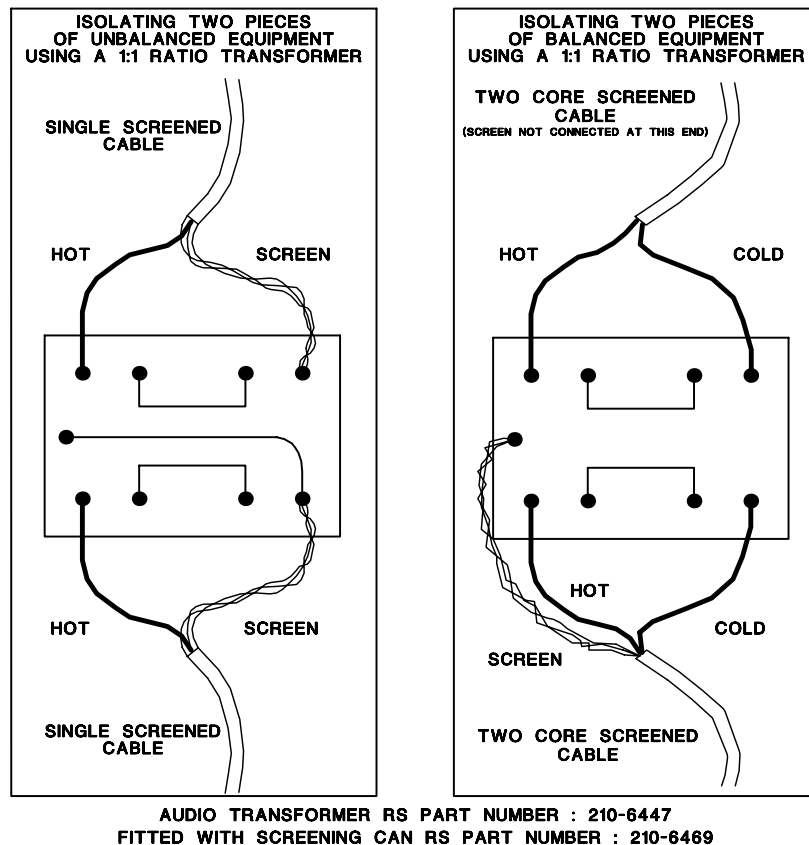 ISOLATING TWO PIECES
OF UNBALANCED EQUIPMENT
USING A 1:1 RATIO TRANSFORMER
SINGLE SCREENED
CABLE
HOT
SCREEN
HOT
SCREEN
SINGLE SCREENED
CABLE
ISOLATING TWO PIECES
OF BALANCED EQUIPMENT
USING A 1:1 RATIO TRANSFORMER
TWO CORE SCREENED
CABLE
(SCREEN NOT CONNECTED AT THIS END)
HOT
COLD
HOT
COLD
SCREEN
TWO CORE SCREENED
CABLE
AUDIO TRANSFORMER RS PART NUMBER : 210-6447
FITTED WITH SCREENING CAN RS PART NUMBER : 210-6469